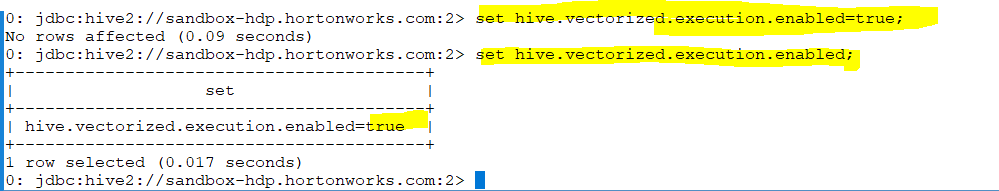 0: jdbc:hive2://sandbox-hdp.hortonworks.com:2> set hive.vectorized.execution.enabled=true;
No rows affected (0.09 seconds)
0: jdbc:hive2://sandbox-hdp.hortonworks.com:2> set hive.vectorized.execution.enabled;
+-----------------------------------------+
| set |
+-----------------------------------------+
| hive.vectorized.execution.enabled=true |
+-----------------------------------------+
1 row selected (0.017 seconds)
0: jdbc:hive2://sandbox-hdp.hortonworks.com:2>